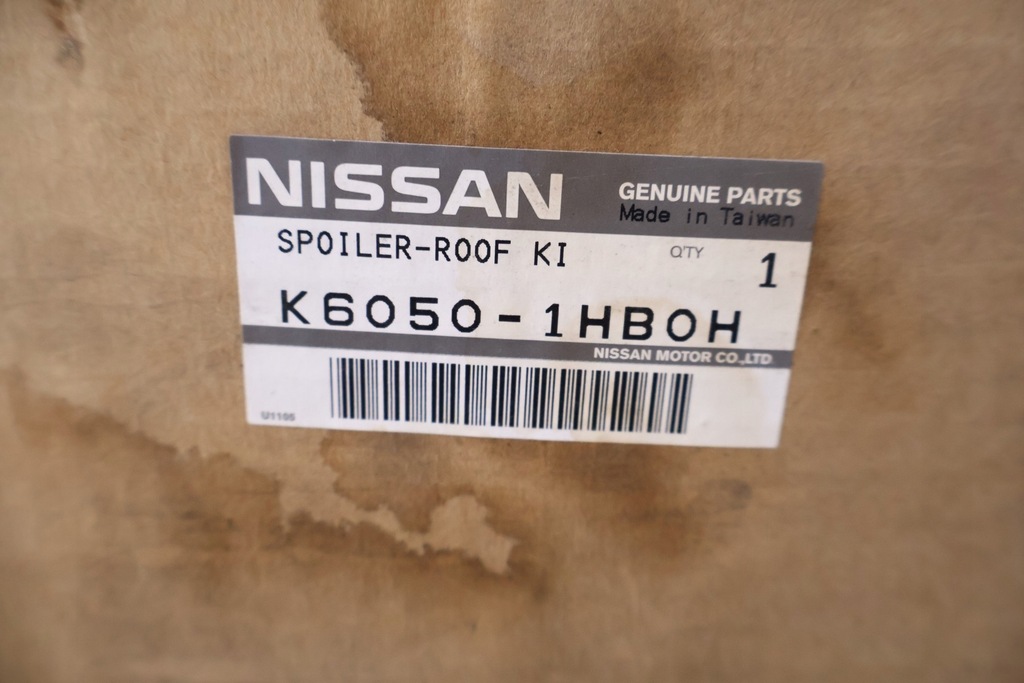 NISSAN
GENUINE PARTS
Made in Taiwan
SPOILER-ROOF KI
Q'TY 1
K6050-1HB0H
NISSAN MOTOR CO.,LTD
U1105